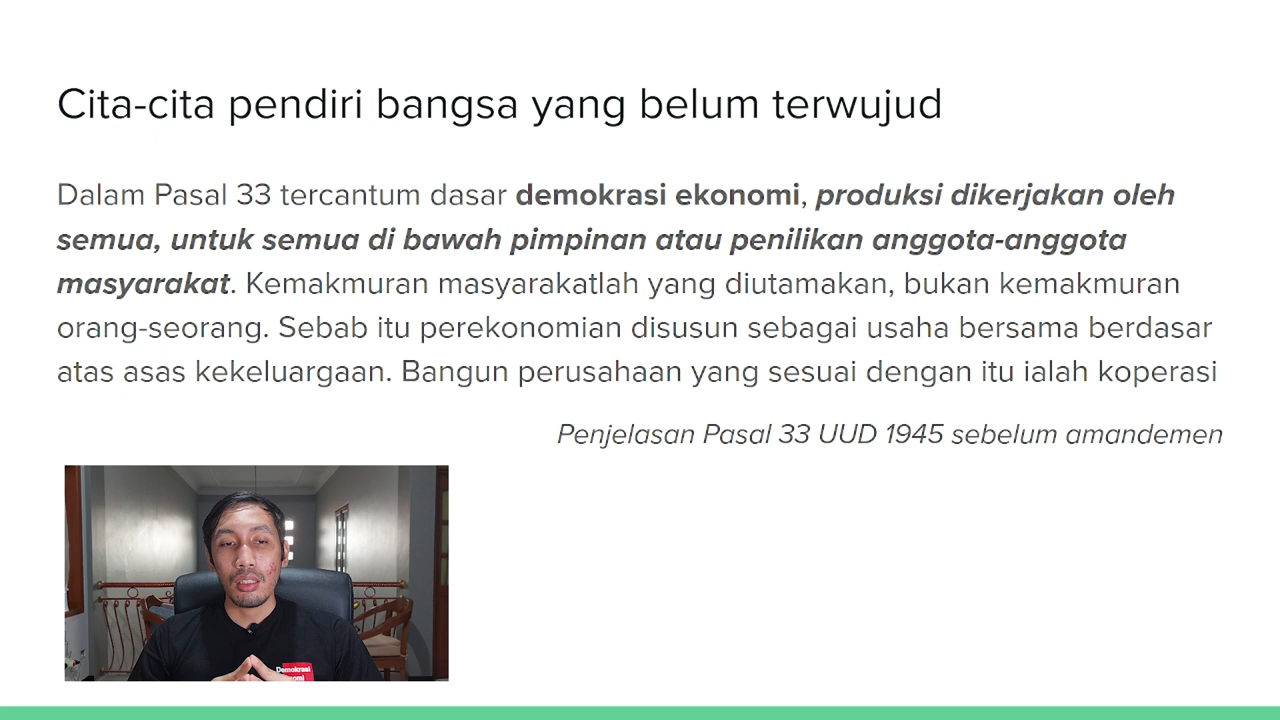 Cita-cita pendiri bangsa yang belum terwujud
Dalam Pasal 33 tercantum dasar demokrasi ekonomi, produksi dikerjakan oleh
semua, untuk semua di bawah pimpinan atau penilikan anggota-anggota
masyarakat. Kemakmuran masyarakatlah yang diutamakan, bukan kemakmuran
orang-seorang. Sebab itu perekonomian disusun sebagai usaha bersama berdasar
atas asas kekeluargaan. Bangun perusahaan yang sesuai dengan itu ialah koperasi
Penjelasan Pasal 33 UUD 1945 sebelum amandemen
Demokrasi